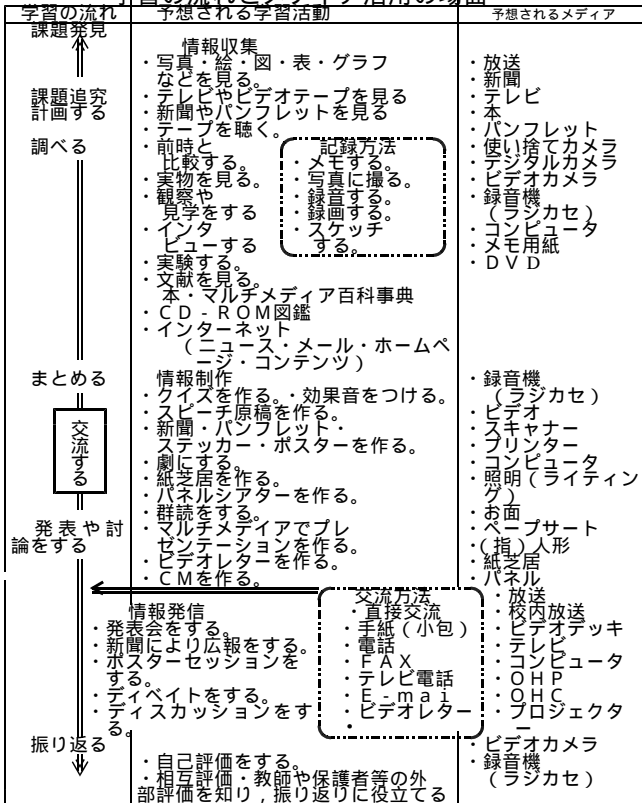 学習の流れ
予想される学習活動
予想されるメディア
課題発見
課題追究
計画する
調べる
まとめる
交流する
発表や討
論をする
振り返る
情報収集
・写真・絵・図・表・グラフ
などを見る。
・テレビやビデオテープを見る
・新聞やパンフレットを見る
・テープを聴く。
・前時と
比較する。
・実物を見る。
・観察や
見学をする
・インタ
ビューする
・実験する。
・文献を見る。
本・マルチメディア百科事典
・CD-ROM図鑑
・インターネット
(ニュース・メール・ホームペ
ージ・コンテンツ)
記録方法
・メモする。
・写真に撮る。
・録音する。
・録画する。
・スケッチ
する。
情報制作
・クイズを作る。・効果音をつける。
・スピーチ原稿を作る。
・新聞・パンフレット・
ステッカー・ポスターを作る。
・劇にする。
・紙芝居を作る。
・パネルシアターを作る。
・群読をする。
・マルチメデイアでプレ
ゼンテーションを作る。
・ビデオレターを作る。
・CMを作る。
情報発信
・発表会をする。
・新聞により広報をする。
・ポスターセッションを
する。
・ディベイトをする。
・ディスカッションをす
る。
交流方法
・直接交流
・手紙(小包)
・電話
・FAX
・テレビ電話
・E-mai
・ビデオレター
・
・自己評価をする。
・相互評価・教師や保護者等の外
部評価を知り,振り返りに役立てる
・放送
・新聞
・テレビ
・本
・パンフレット
・使い捨てカメラ
・デジタルカメラ
・ビデオカメラ
・録音機
(ラジカセ)
・コンピュータ
・メモ用紙
・DVD
・録音機
(ラジカセ)
・ビデオ
・スキャナー
・プリンター
・コンピュータ
・照明(ライティン
グ)
・お面
・ペープサート
・(指)人形
・紙芝居
・パネル
・放送
・校内放送
・ビデオデッキ
・テレビ
・コンピュータ
・OHP
・OHC
・プロジェクタ
ー
・ビデオカメラ
・録音機
(ラジカセ)